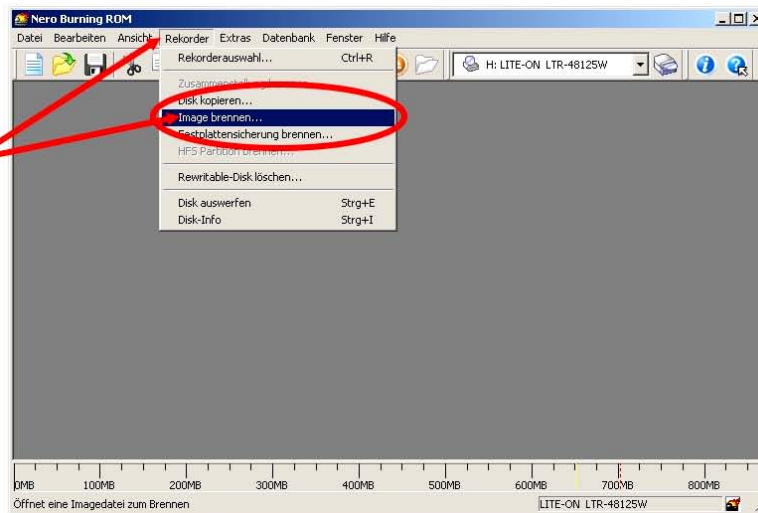 Nero Burning ROM
Datei Bearbeiten Ansicht Rekorder Extras Datenbank Fenster Hilfe
H: LITE-ON LTR-48125W
Rekorderauswahl... Ctrl+R
Disk kopieren...
Image brennen...
Festplattensicherung brennen...
HFS Partition brennen...
Rewritable-Disk löschen...
Disk auswerfen Strg+E
Disk-Info Strg+I
0MB 100MB 200MB 300MB 400MB 500MB 600MB 700MB 800MB
Öffnet eine Imagedatei zum Brennen LITE-ON LTR-48125W